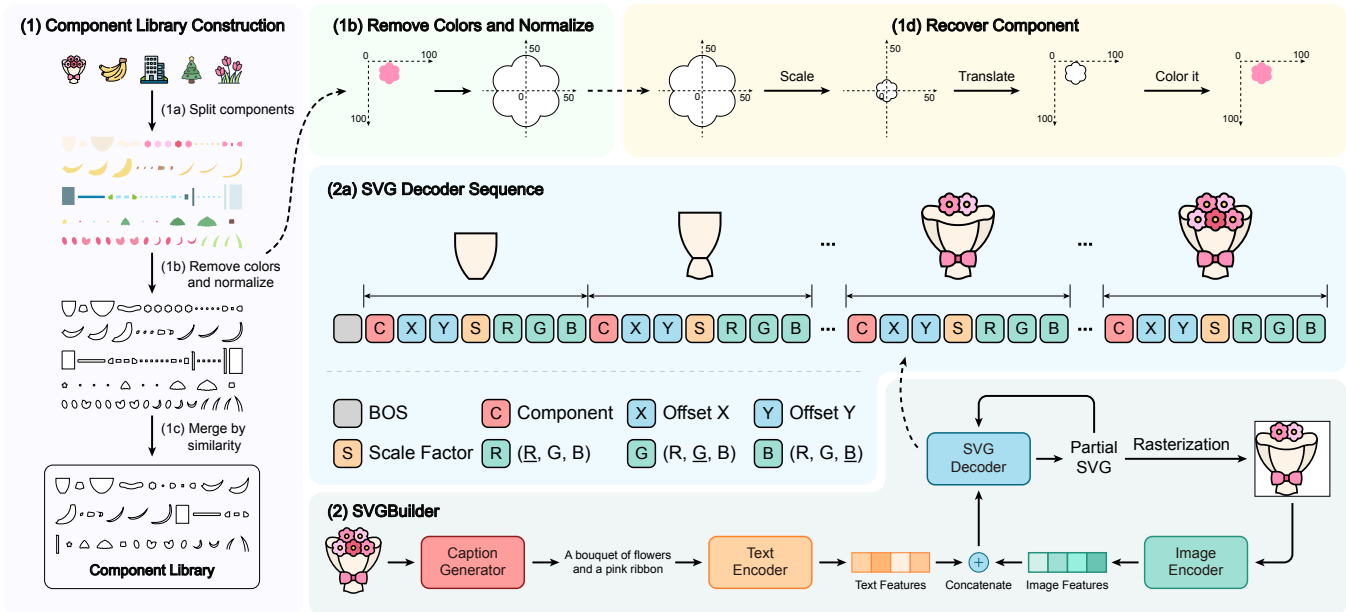 (1) Component Library Construction
(1a) Split components
(1b) Remove colors
and normalize
(1c) Merge by
similarity
Component Library
(1b) Remove Colors and Normalize
0
100
100
50
0
50
(1d) Recover Component
50
0
50
Scale
50
0
50
Translate
0
100
100
Color it
0
100
100
(2a) SVG Decoder Sequence
... ...
C X Y S R G B C X Y S R G B ... C X Y S R G B ... C X Y S R G B
BOS C Component X Offset X Y Offset Y
S Scale Factor R (R, G, B) G (R, G, B) B (R, G, B)
SVG
Decoder
Partial
SVG
Rasterization
(2) SVGBuilder
Caption
Generator
A bouquet of flowers
and a pink ribbon
Text
Encoder
Text Features
+
Concatenate
Image Features
Image
Encoder